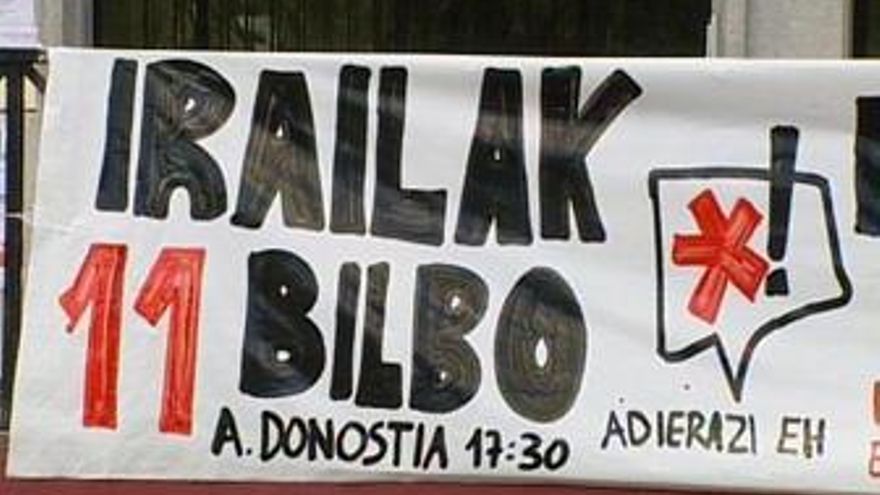 IRAILAK
11 BILBO
A. DONOSTIA 17:30
ADIERAZI EH